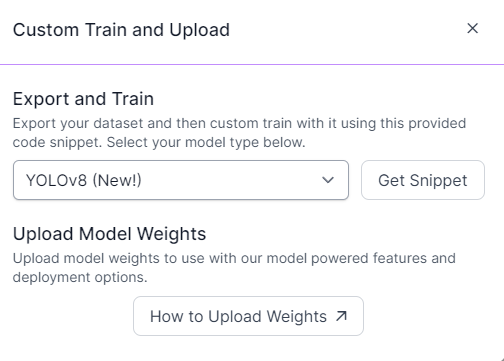 Custom Train and Upload
Export and Train
Export your dataset and then custom train with it using this provided
code snippet. Select your model type below.
YOLOv8 (New!)
Get Snippet
Upload Model Weights
Upload model weights to use with our model powered features and
deployment options.
How to Upload Weights